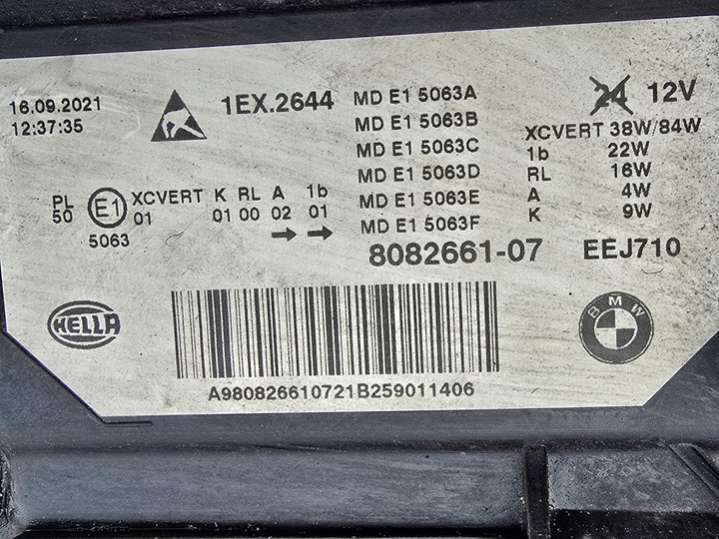 16.09.2021
12:37:35
1EX.2644
MD E1 5063A
MD E1 5063B
MD E1 5063C
MD E1 5063D
MD E1 5063E
MD E1 5063F
24 12V
XCVERT 38W/84W
1b 22W
RL 16W
A 4W
K 9W
PL
50
E1
5063
XCVERT K RL A 1b
01 01 00 02 01
8082661-07 EEJ710
HELLA
BMW
A980826610721B259011406